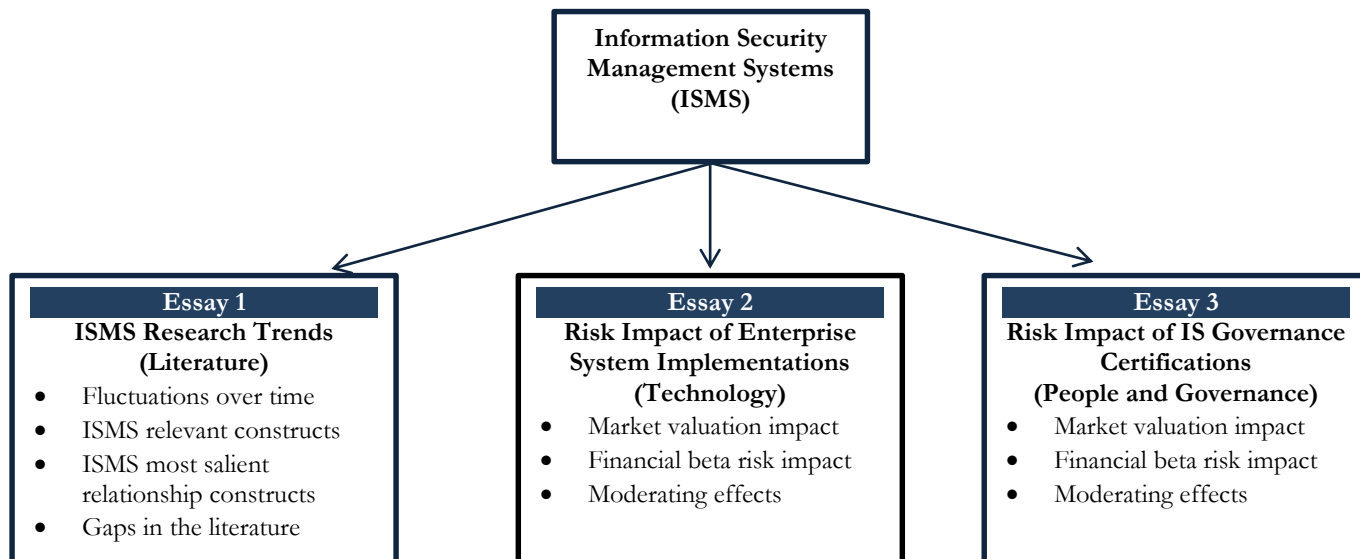 Information Security
Management Systems
(ISMS)
Essay 1
ISMS Research Trends
(Literature)
• Fluctuations over time
• ISMS relevant constructs
• ISMS most salient
relationship constructs
• Gaps in the literature
Essay 2
Risk Impact of Enterprise
System Implementations
(Technology)
• Market valuation impact
• Financial beta risk impact
• Moderating effects
Essay 3
Risk Impact of IS Governance
Certifications
(People and Governance)
• Market valuation impact
• Financial beta risk impact
• Moderating effects